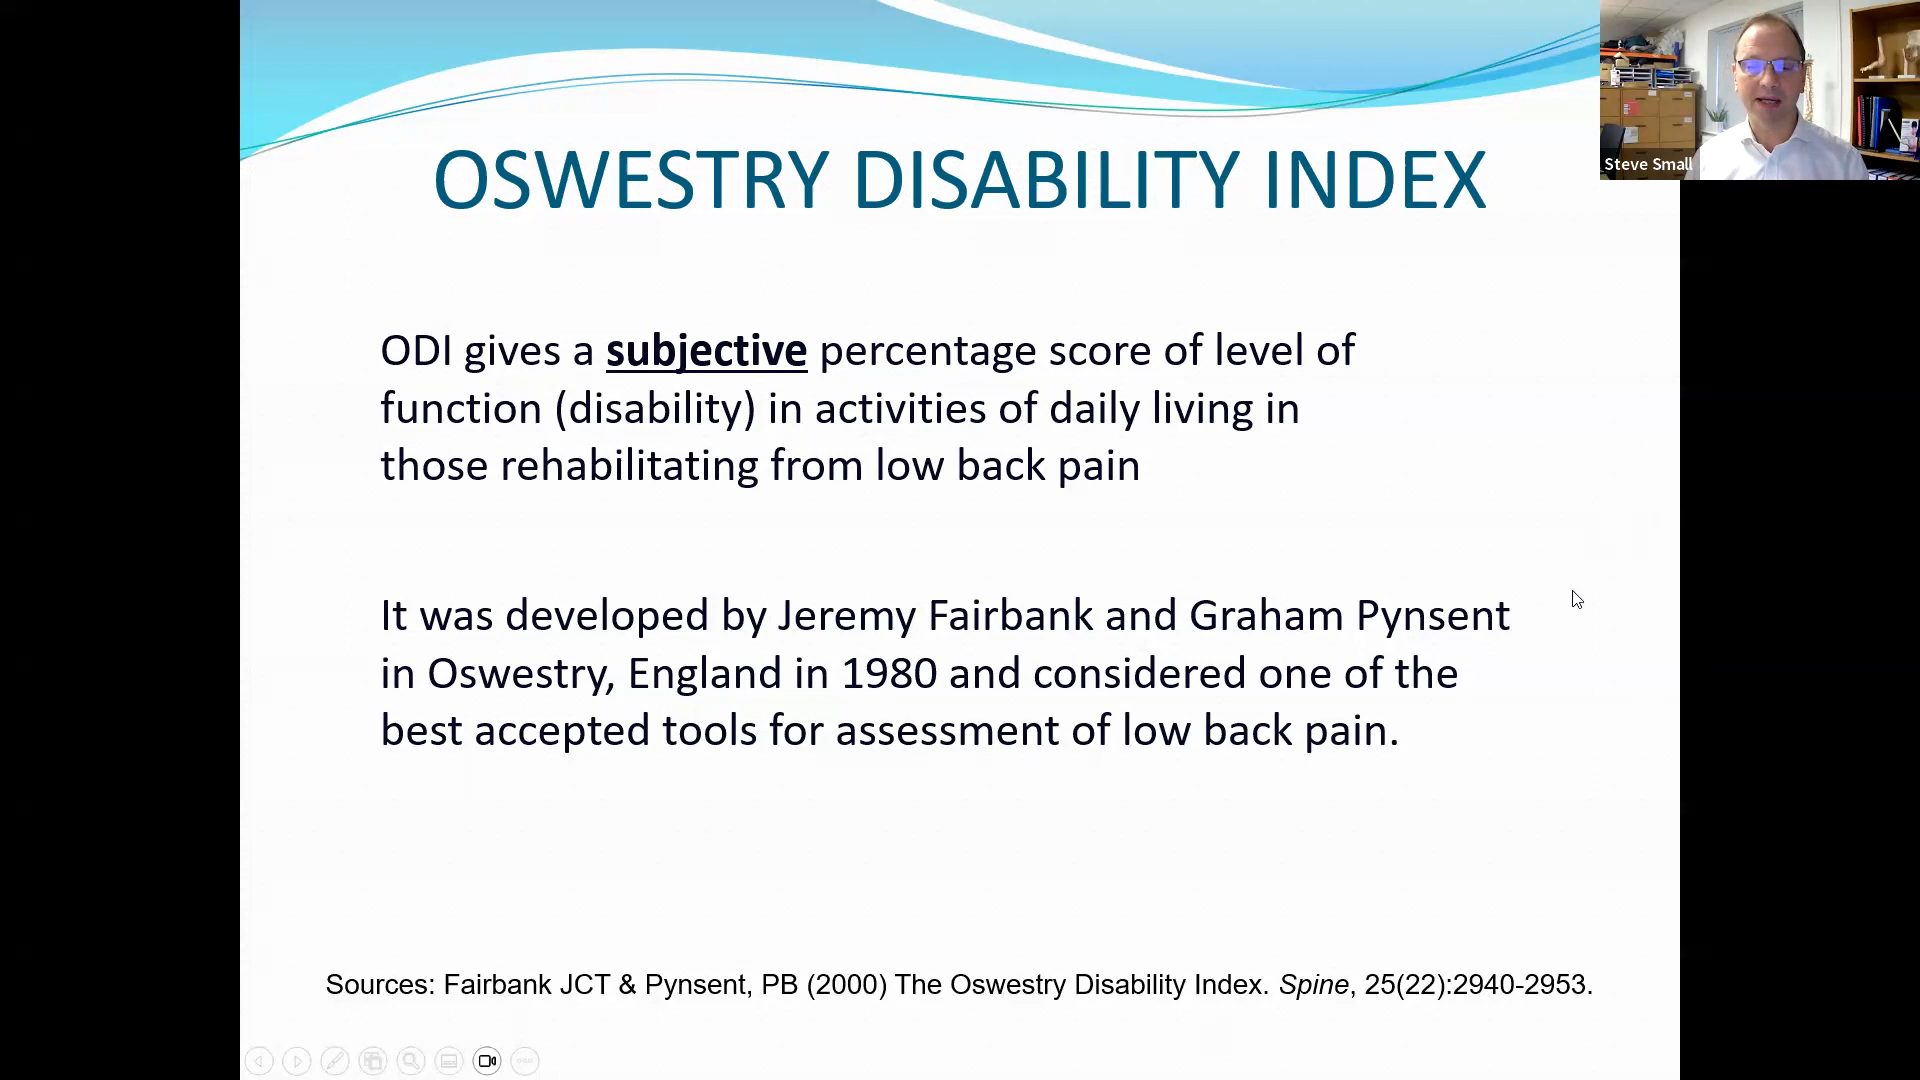 Steve Small
OSWESTRY DISABILITY INDEX
ODI gives a subjective percentage score of level of
function (disability) in activities of daily living in
those rehabilitating from low back pain
It was developed by Jeremy Fairbank and Graham Pynsent
in Oswestry, England in 1980 and considered one of the
best accepted tools for assessment of low back pain.
Sources: Fairbank JCT & Pynsent, PB (2000) The Oswestry Disability Index. Spine, 25(22):2940-2953.